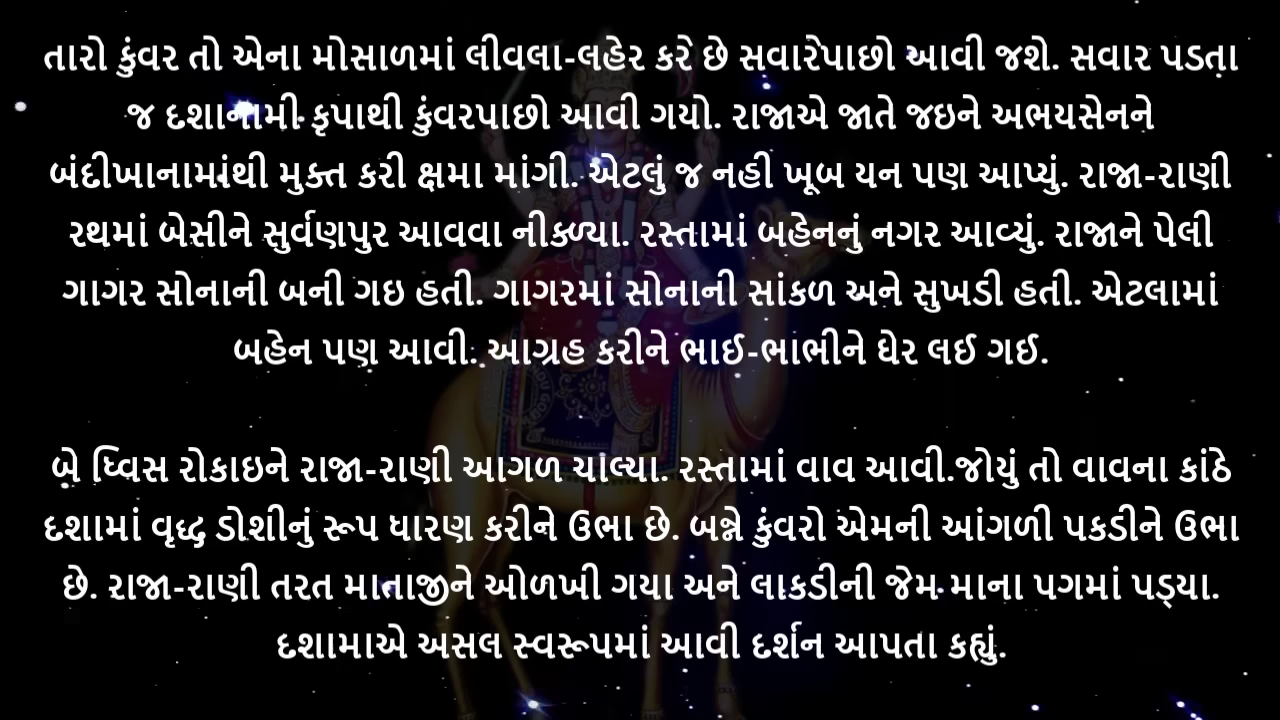 તારો કુંવર તો એના મોસાળમાં લીવલા-લહેર કરે છે સવારેપાછો આવી જશે. સવાર પડતા
જ દશાનામી કૃપાથી કુંવરપાછો આવી ગયો. રાજાએ જાતે જઇને અભયસેનને
બંદીખાનામાંથી મુક્ત કરી ક્ષમા માંગી. એટલું જ નહી ખૂબ યન પણ આપ્યું. રાજા-રાણી
રથમાં બેસીને સુર્વણપુર આવવા નીકળ્યા. રસ્તામાં બહેનનું નગર આવ્યું. રાજાને પેલી
ગાગર સોનાની બની ગઇ હતી. ગાગરમાં સોનાની સાંકળ અને સુખડી હતી. એટલામાં
બહેન પણ આવી. આગ્રહ કરીને ભાઈ-ભાભીને ઘેર લઈ ગઈ.
બે ધ્વિસ રોકાઇને રાજા-રાણી આગળ ચાલ્યા. રસ્તામાં વાવ આવી.જોયું તો વાવના કાંઠે
દશામાં વૃદ્ધ ડોશીનું રૂપ ધારણ કરીને ઉભા છે. બન્ને કુંવરો એમની આંગળી પકડીને ઉભા
છે. રાજા-રાણી તરત માતાજીને ઓળખી ગયા અને લાકડીની જેમ માના પગમાં પડ્યા.
દશામાએ અસલ સ્વરૂપમાં આવી દર્શન આપતા કહ્યું.